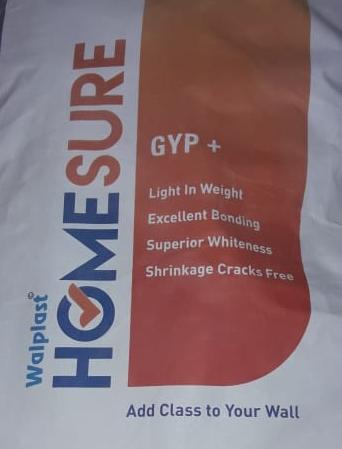 Walplast©
HOMESURE
GYP +
Light In Weight
Excellent Bonding
Superior Whiteness
Shrinkage Cracks Free
Add Class to Your Wall